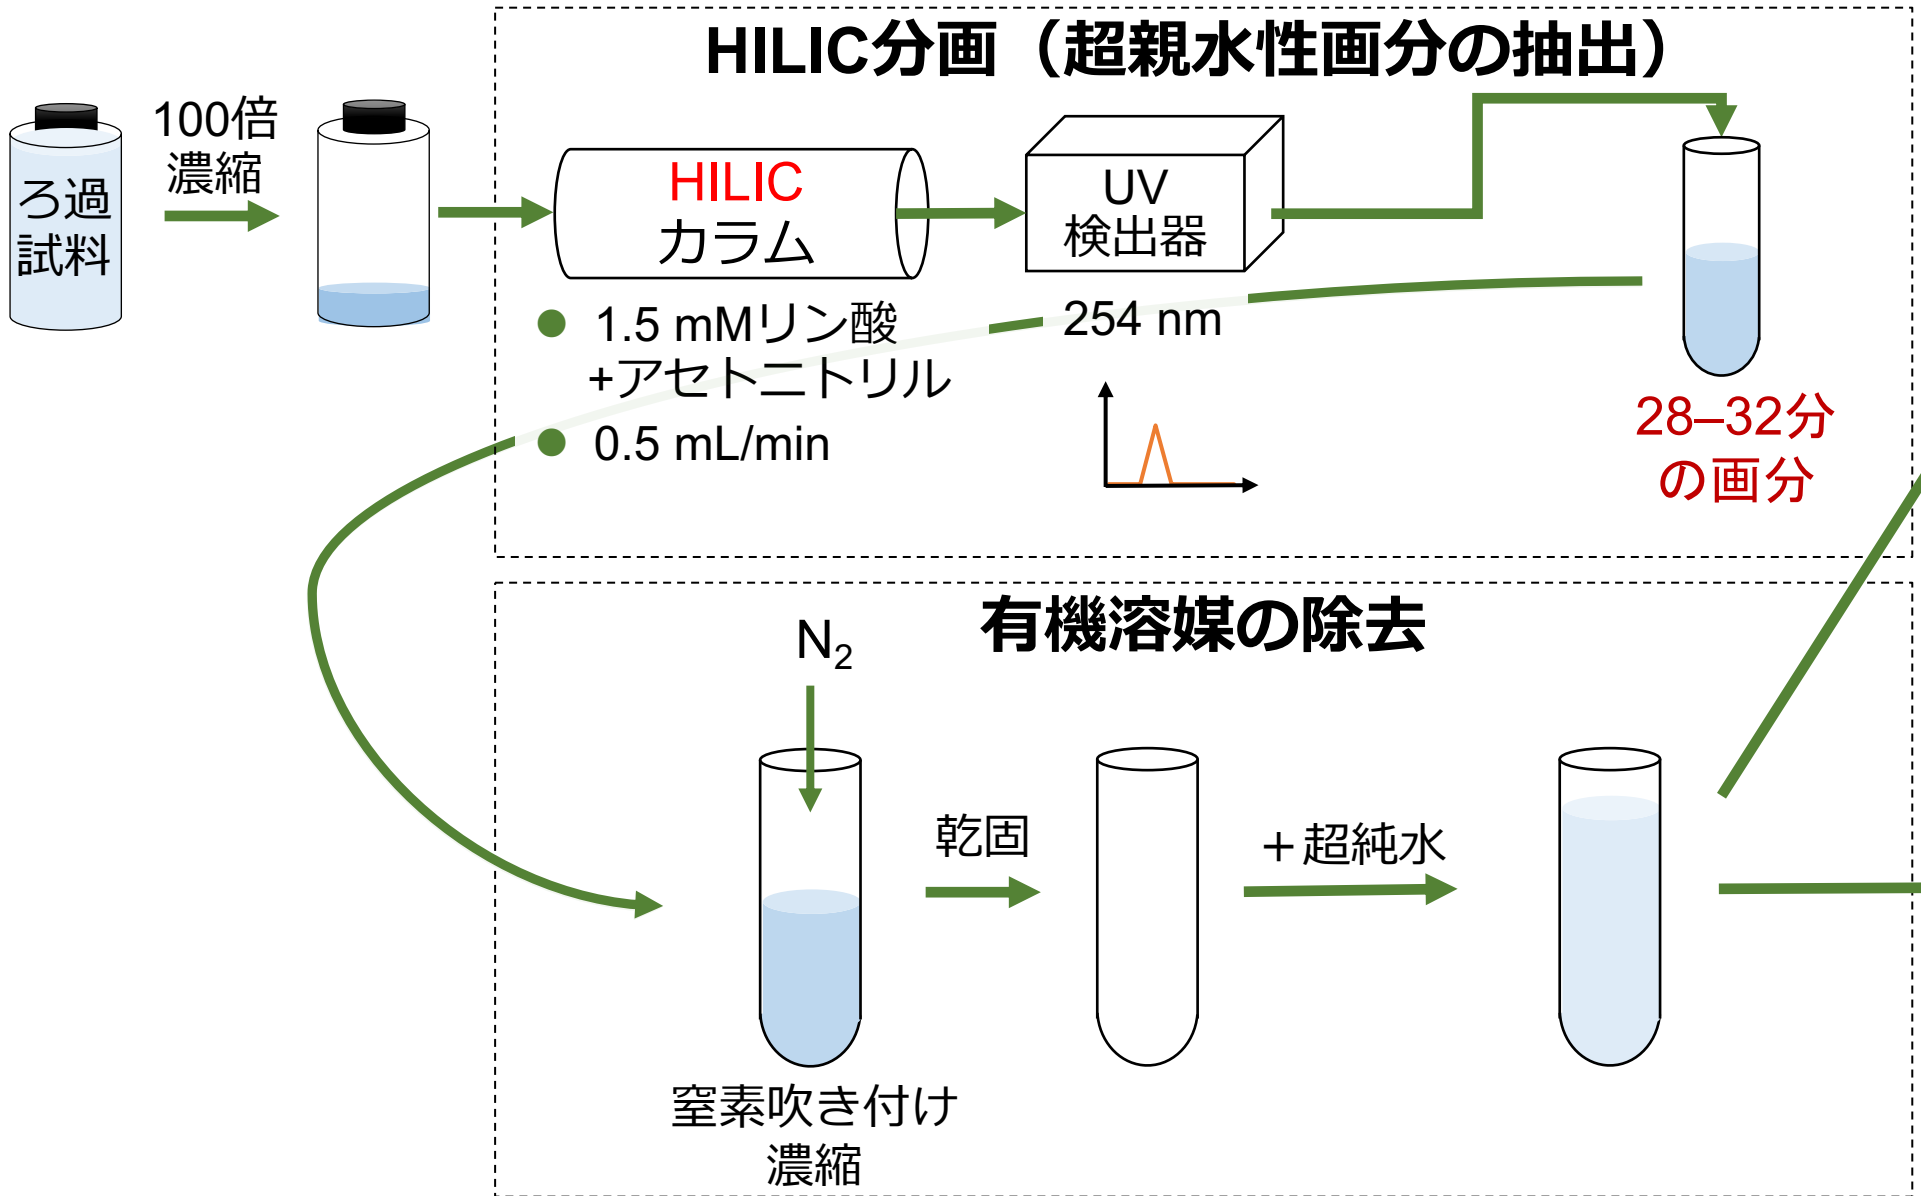 HILIC分画（超親水性画分の抽出）
ろ過
試料
100倍
濃縮
HILIC
カラム
UV
検出器
1.5 mMリン酸
+アセトニトリル
0.5 mL/min
254 nm
28–32分
の画分
有機溶媒の除去
N₂
乾固
＋超純水
窒素吹き付け
濃縮